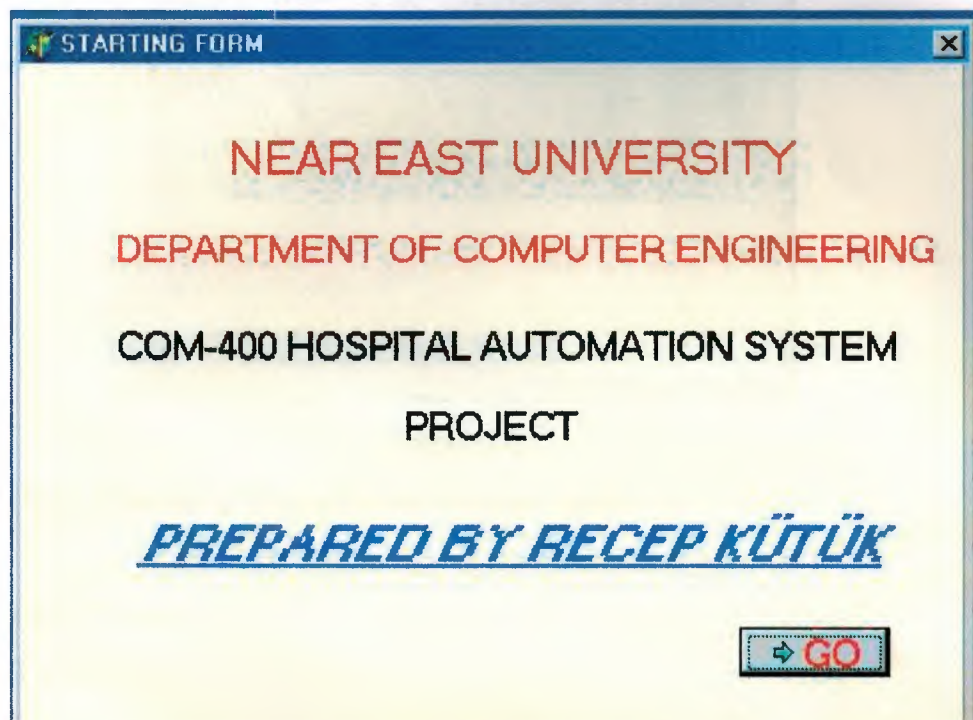 STARTING FORM
NEAR EAST UNIVERSITY
DEPARTMENT OF COMPUTER ENGINEERING
COM-400 HOSPITAL AUTOMATION SYSTEM
PROJECT
PREPARED BY RECEP KÜTÜK
GO